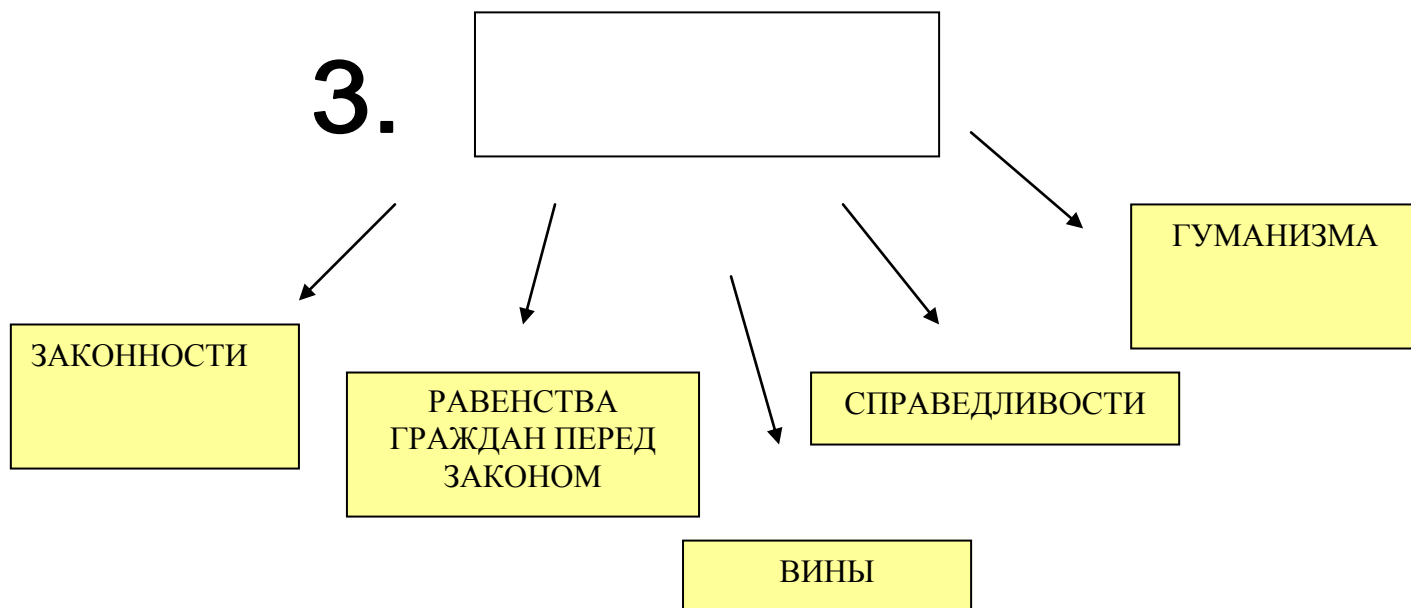 3.
ГУМАНИЗМА
ЗАКОННОСТИ
РАВЕНСТВА
ГРАЖДАН ПЕРЕД
ЗАКОНОМ
СПРАВЕДЛИВОСТИ
ВИНЫ